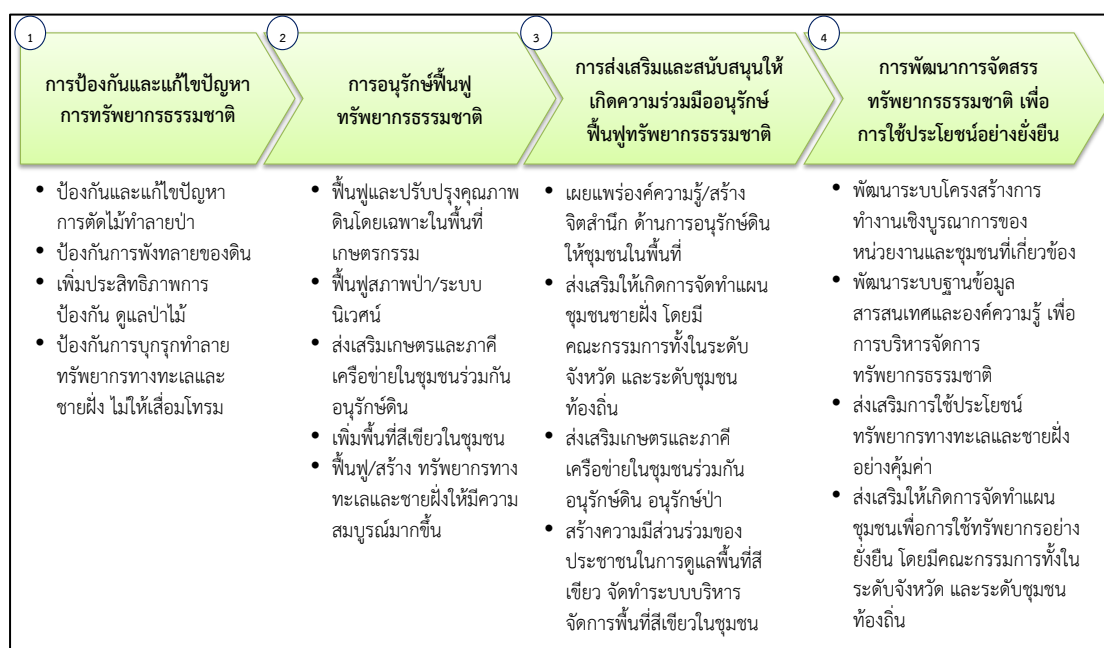 1
การป้องกันและแก้ไขปัญหา
การทรัพยากรธรรมชาติ
• ป้องกันและแก้ไขปัญหา
การตัดไม้ทำลายป่า
• ป้องกันการพังทลายของดิน
• เพิ่มประสิทธิภาพการ
ป้องกัน ดูแลป่าไม้
• ป้องกันการบุกรุกทำลาย
ทรัพยากรทางทะเลและ
ชายฝั่ง ไม่ให้เสื่อมโทรม
2
การอนุรักษ์ฟื้นฟู
ทรัพยากรธรรมชาติ
• ฟื้นฟูและปรับปรุงคุณภาพ
ดินโดยเฉพาะในพื้นที่
เกษตรกรรม
• ฟื้นฟูสภาพป่า/ระบบ
นิเวศน์
• ส่งเสริมเกษตรและภาคี
เครือข่ายในชุมชนร่วมกัน
อนุรักษ์ดิน
• เพิ่มพื้นที่สีเขียวในชุมชน
• ฟื้นฟู/สร้าง ทรัพยากรทาง
ทะเลและชายฝั่งให้มีความ
สมบูรณ์มากขึ้น
3
การส่งเสริมและสนับสนุนให้
เกิดความร่วมมืออนุรักษ์
ฟื้นฟูทรัพยากรธรรมชาติ
• เผยแพร่องค์ความรู้/สร้าง
จิตสำนึก ด้านการอนุรักษ์ดิน
ให้ชุมชนในพื้นที่
• ส่งเสริมให้เกิดการจัดทำแผน
ชุมชนชายฝั่ง โดยมี
คณะกรรมการทั้งในระดับ
จังหวัด และระดับชุมชน
ท้องถิ่น
• ส่งเสริมเกษตรและภาคี
เครือข่ายในชุมชนร่วมกัน
อนุรักษ์ดิน อนุรักษ์ป่า
• สร้างความมีส่วนร่วมของ
ประชาชนในการดูแลพื้นที่สี
เขียว จัดทำระบบบริหาร
จัดการพื้นที่สีเขียวในชุมชน
4
การพัฒนาการจัดสรร
ทรัพยากรธรรมชาติ เพื่อ
การใช้ประโยชน์อย่างยั่งยืน
• พัฒนาระบบโครงสร้างการ
ทำงานเชิงบูรณาการของ
หน่วยงานและชุมชนที่เกี่ยวข้อง
• พัฒนาระบบฐานข้อมูล
สารสนเทศและองค์ความรู้ เพื่อ
การบริหารจัดการ
ทรัพยากรธรรมชาติ
• ส่งเสริมการใช้ประโยชน์
ทรัพยากรทางทะเลและชายฝั่ง
อย่างคุ้มค่า
• ส่งเสริมให้เกิดการจัดทำแผน
ชุมชนเพื่อการใช้ทรัพยากรอย่าง
ยั่งยืน โดยมีคณะกรรมการทั้งใน
ระดับจังหวัด และระดับชุมชน
ท้องถิ่น